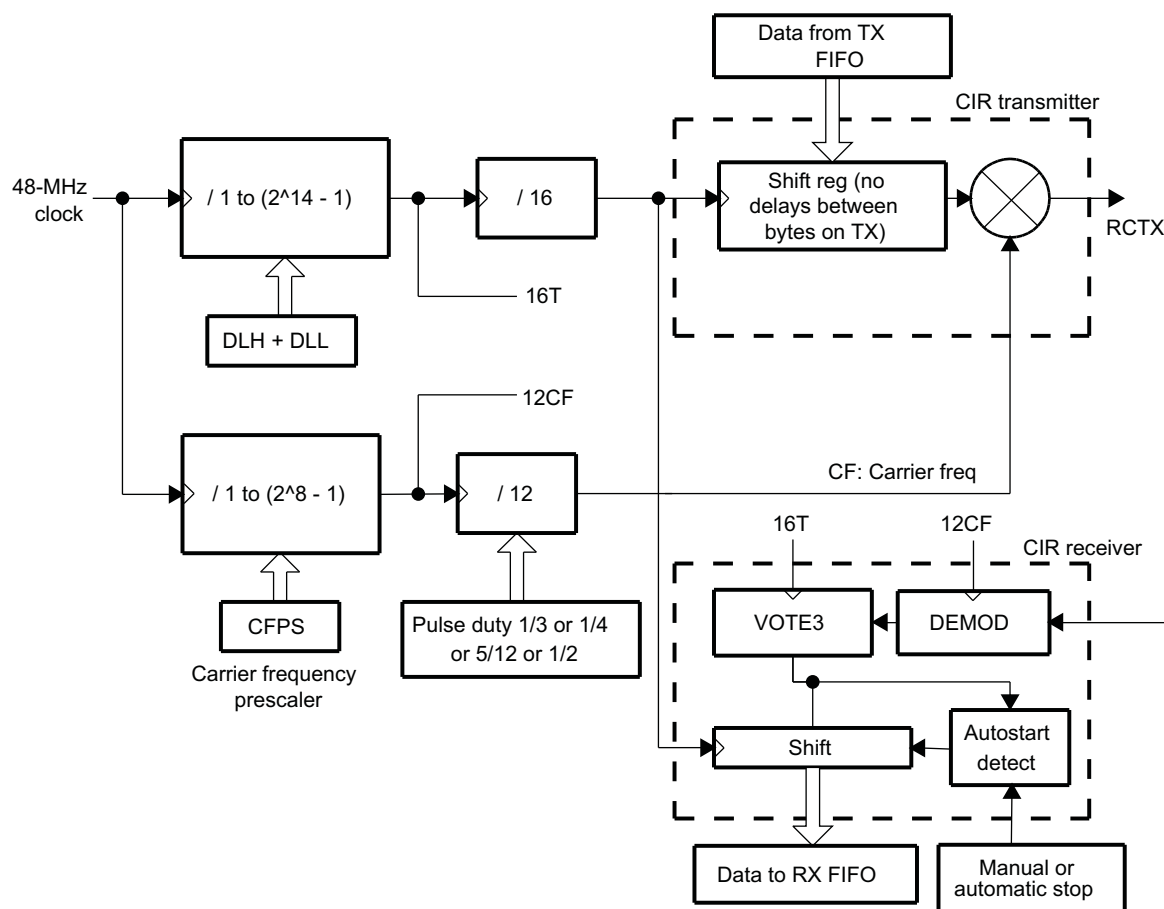 Data from TX
FIFO
CIR transmitter
48-MHz
clock
/ 1 to (2^14 - 1)
/ 16
Shift reg (no
delays between
bytes on TX)
RCTX
16T
DLH + DLL
12CF
/ 1 to (2^8 - 1)
/ 12
CF: Carrier freq
16T
12CF
CIR receiver
CFPS
Carrier frequency
prescaler
Pulse duty 1/3 or 1/4
or 5/12 or 1/2
VOTE3
DEMOD
Shift
Autostart
detect
Data to RX FIFO
Manual or
automatic stop